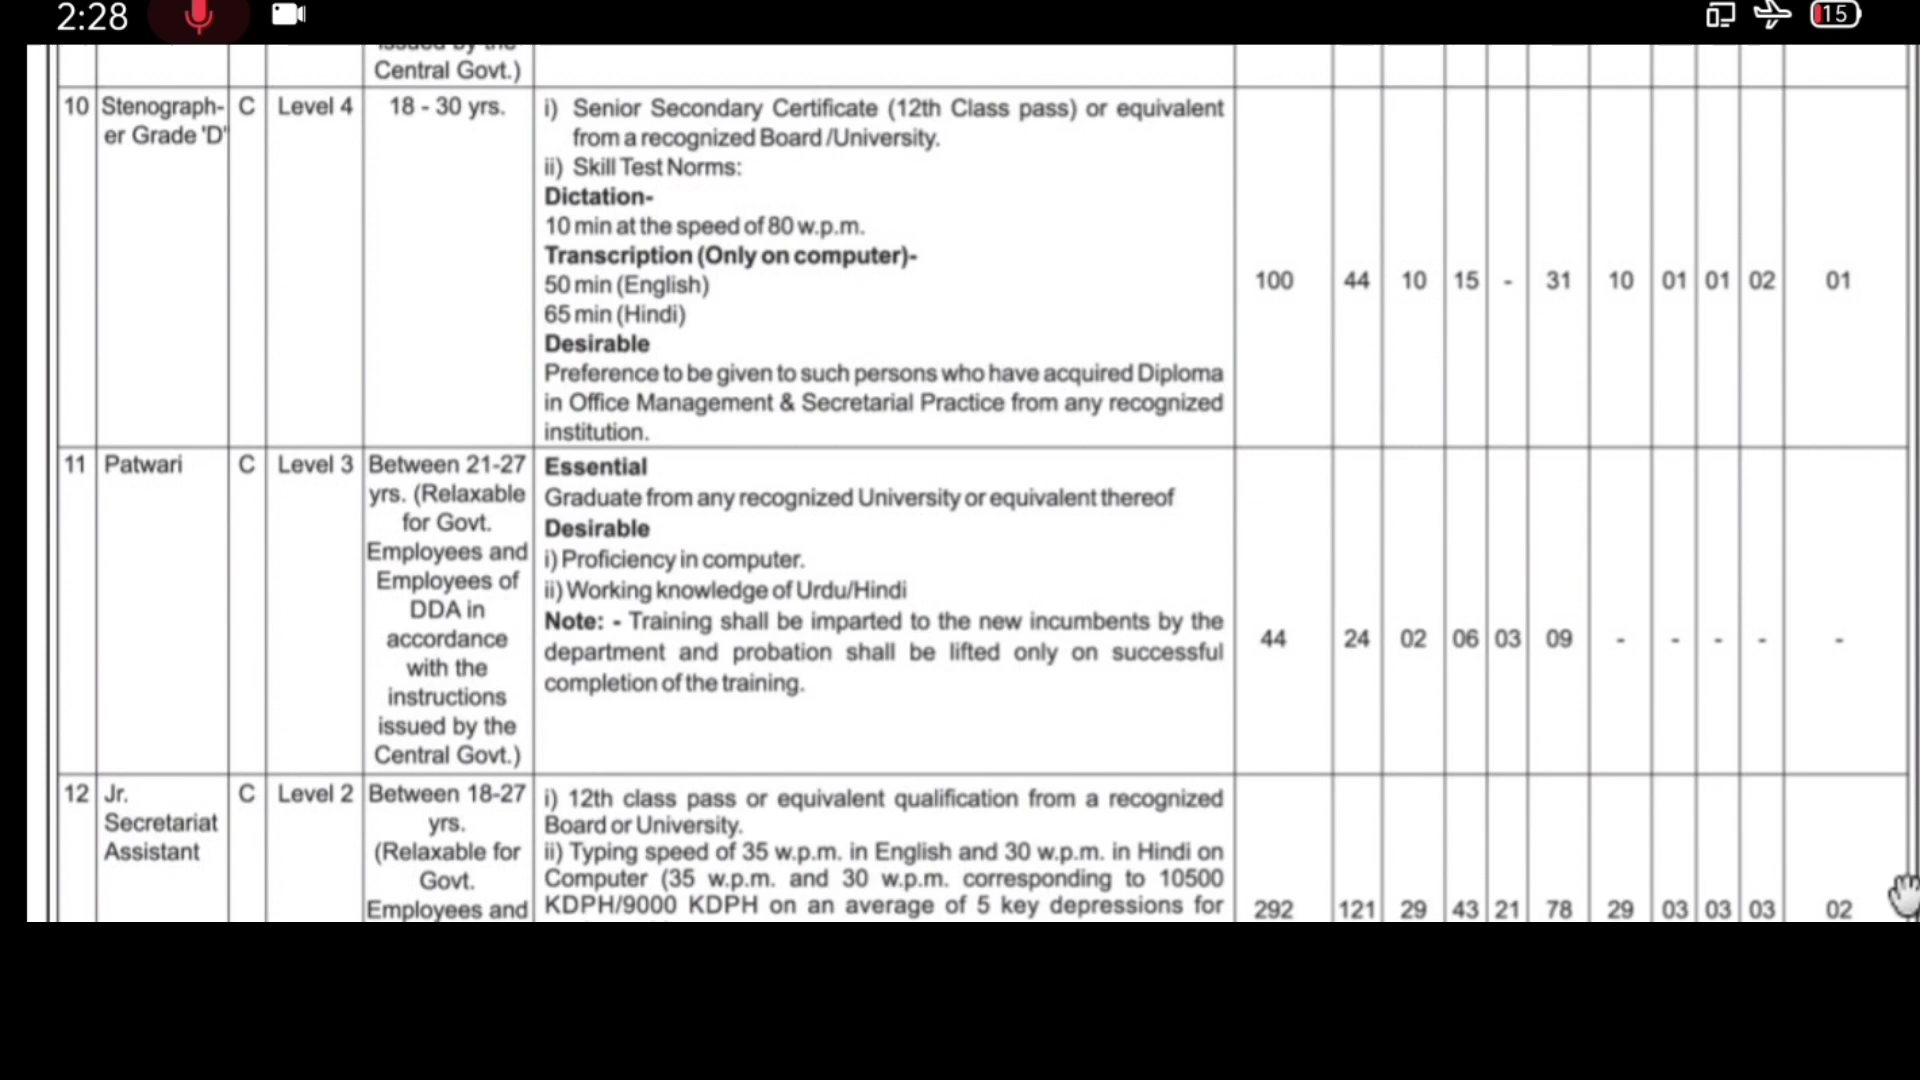 2:28
15
issued by the
Central Govt.)
10 Stenograph- C Level 4 18 - 30 yrs.
er Grade 'D'
i) Senior Secondary Certificate (12th Class pass) or equivalent
from a recognized Board /University.
ii) Skill Test Norms:
Dictation-
10 min at the speed of 80 w.p.m.
Transcription (Only on computer)-
50 min (English)
65 min (Hindi)
Desirable
Preference to be given to such persons who have acquired Diploma
in Office Management & Secretarial Practice from any recognized
institution.
100 44 10 15 - 31 10 01 01 02 01
11 Patwari C Level 3 Between 21-27
yrs. (Relaxable
for Govt.
Employees and
Employees of
DDA in
accordance
with the
instructions
issued by the
Central Govt.)
Essential
Graduate from any recognized University or equivalent thereof
Desirable
i) Proficiency in computer.
ii) Working knowledge of Urdu/Hindi
Note: - Training shall be imparted to the new incumbents by the
department and probation shall be lifted only on successful
completion of the training.
44 24 02 06 03 09 - - - - -
12 Jr. C Level 2 Between 18-27
Secretariat
Assistant
yrs.
(Relaxable for
Govt.
Employees and
i) 12th class pass or equivalent qualification from a recognized
Board or University.
ii) Typing speed of 35 w.p.m. in English and 30 w.p.m. in Hindi on
Computer (35 w.p.m. and 30 w.p.m. corresponding to 10500
KDPH/9000 KDPH on an average of 5 key depressions for
292 121 29 43 21 78 29 03 03 03 02